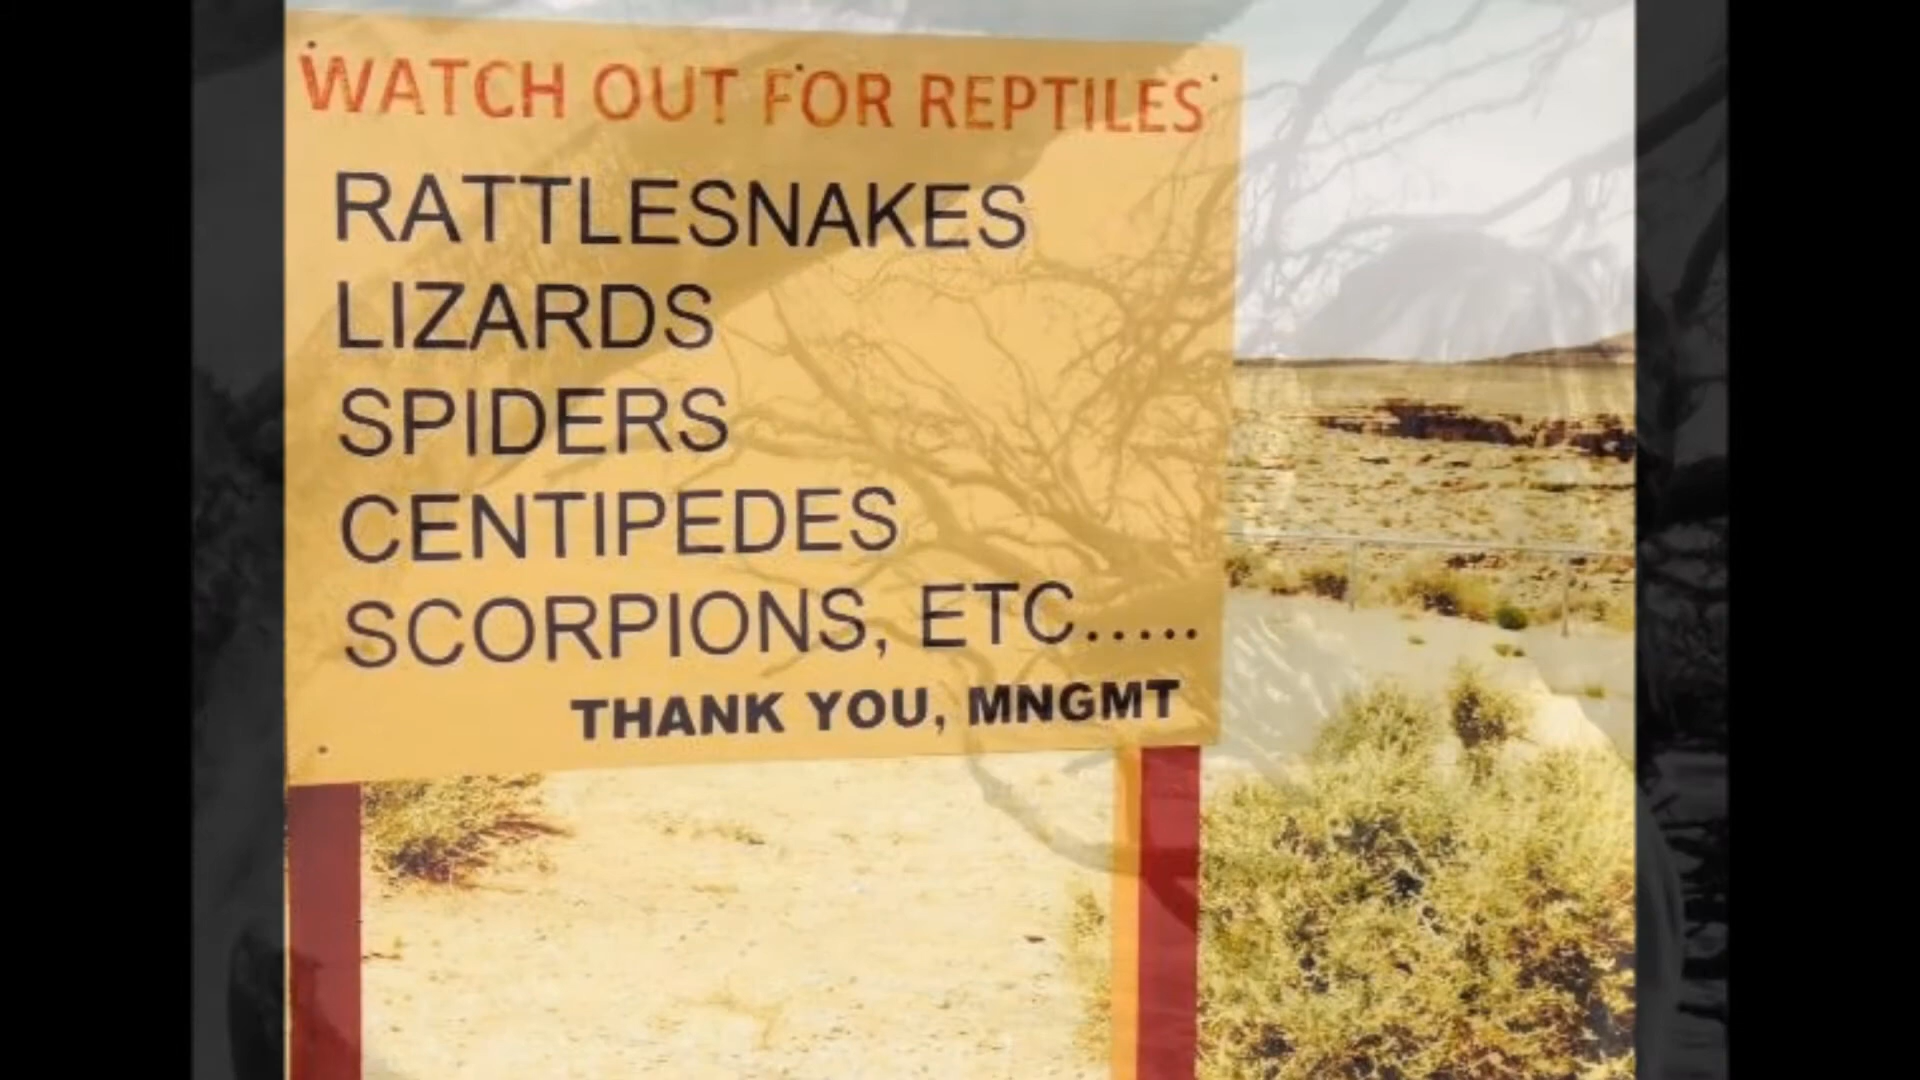 WATCH OUT FOR REPTILES
RATTLESNAKES
LIZARDS
SPIDERS
CENTIPEDES
SCORPIONS, ETC.....
THANK YOU, MNGMT